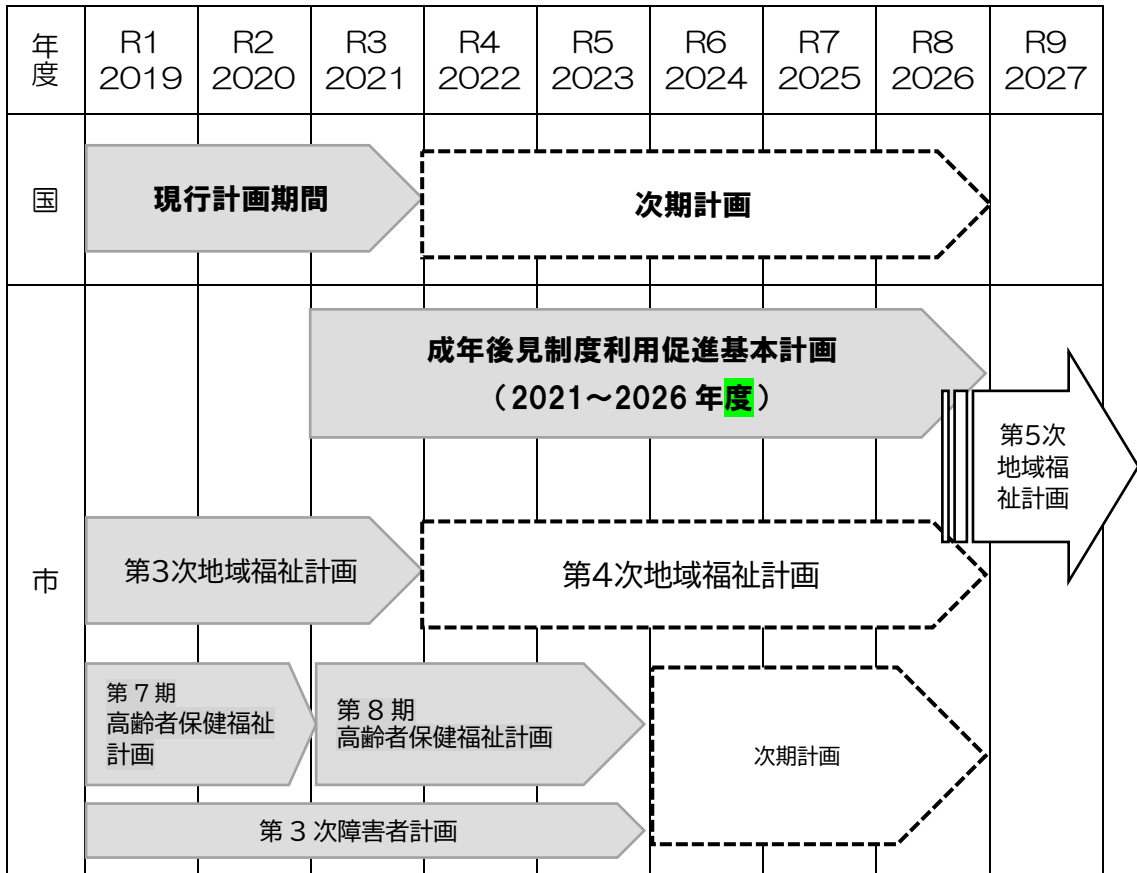 年度
R1
2019
R2
2020
R3
2021
R4
2022
R5
2023
R6
2024
R7
2025
R8
2026
R9
2027
国
現行計画期間
次期計画
市
成年後見制度利用促進基本計画
（2021～2026 年度）
第5次
地域福
祉計画
第3次地域福祉計画
第4次地域福祉計画
第 7 期
高齢者保健福祉
計画
第 8 期
高齢者保健福祉計画
次期計画
第 3 次障害者計画